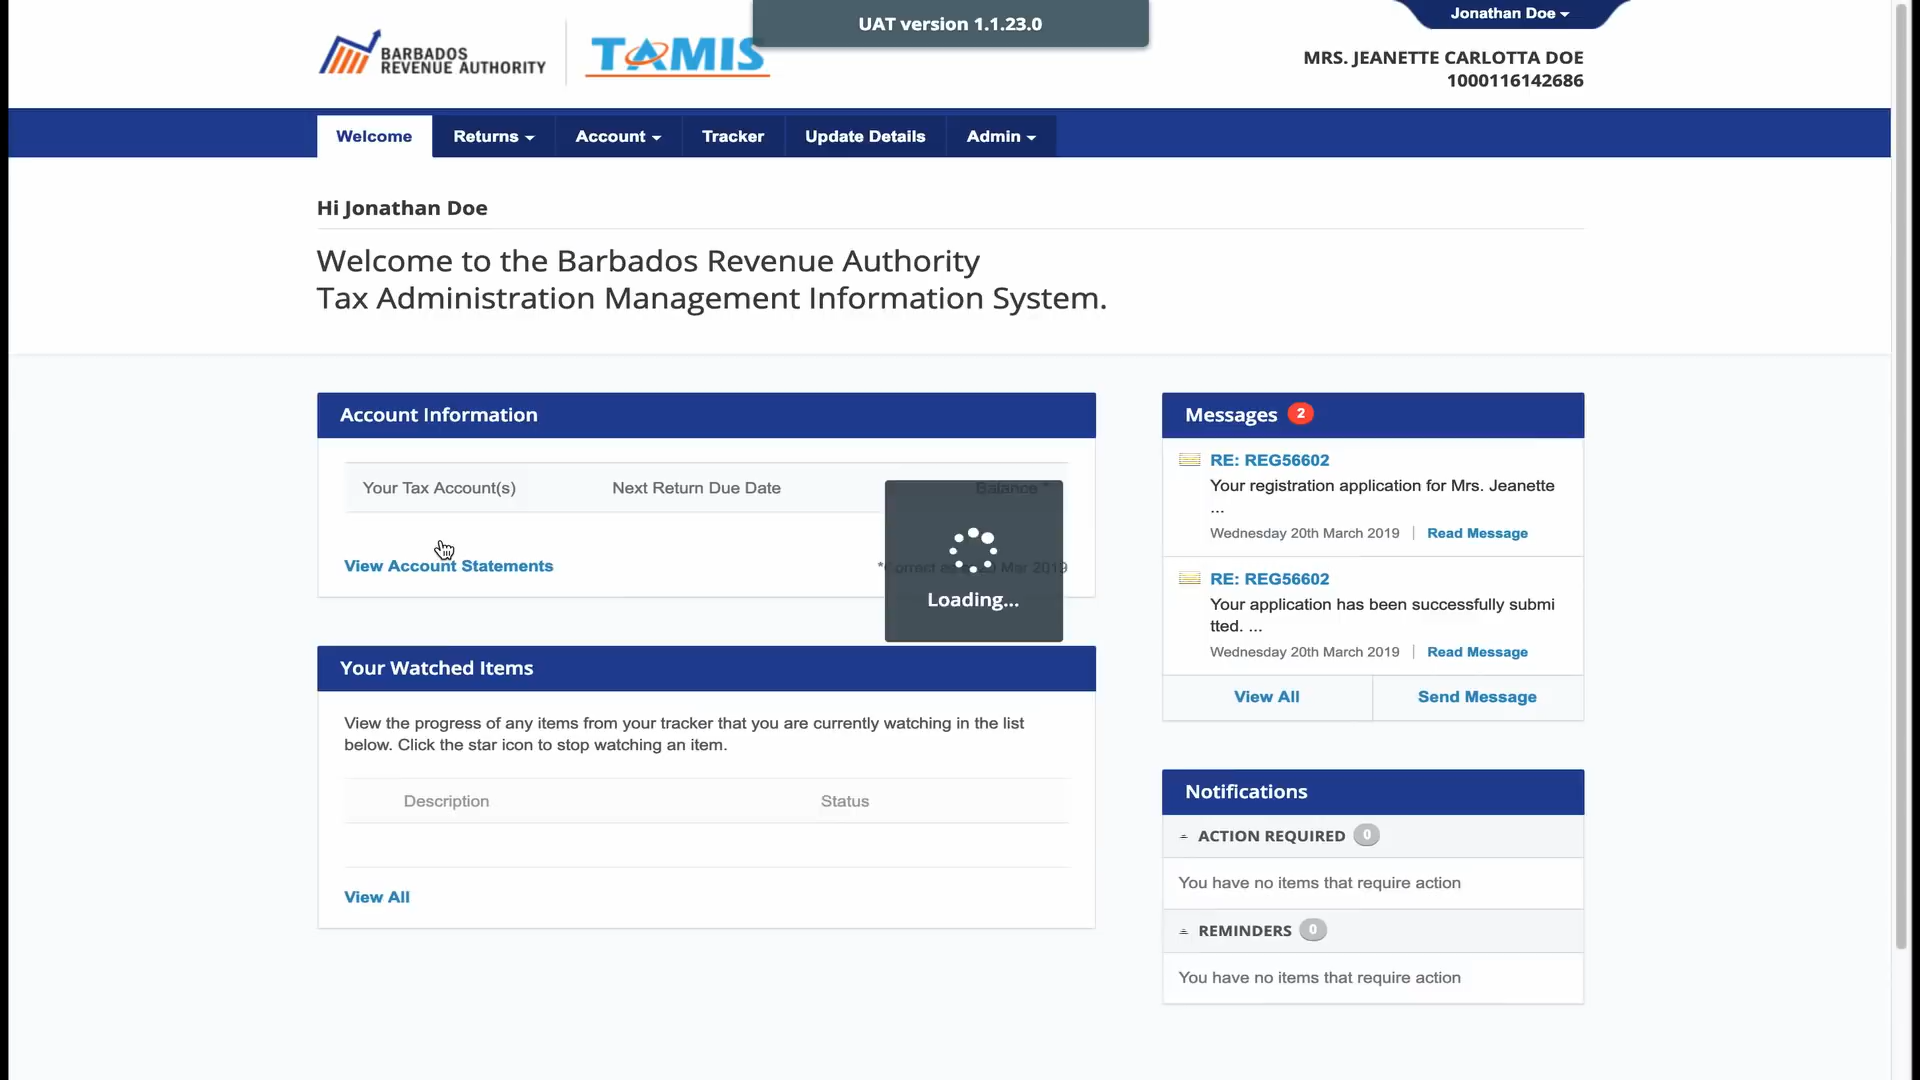 UAT version 1.1.23.0
Jonathan Doe
BARBADOS
REVENUE AUTHORITY
TAMIS
MRS. JEANETTE CARLOTTA DOE
1000116142686
Welcome
Returns
Account
Tracker
Update Details
Admin
Hi Jonathan Doe
Welcome to the Barbados Revenue Authority
Tax Administration Management Information System.
Account Information
Your Tax Account(s)
Next Return Due Date
Balance *
View Account Statements
*Correct as at 20 Mar 2019
Loading...
Your Watched Items
View the progress of any items from your tracker that you are currently watching in the list
below. Click the star icon to stop watching an item.
Description
Status
View All
Messages 2
RE: REG56602
Your registration application for Mrs. Jeanette
...
Wednesday 20th March 2019 | Read Message
RE: REG56602
Your application has been successfully submi
tted. ...
Wednesday 20th March 2019 | Read Message
View All
Send Message
Notifications
ACTION REQUIRED 0
You have no items that require action
REMINDERS 0
You have no items that require action